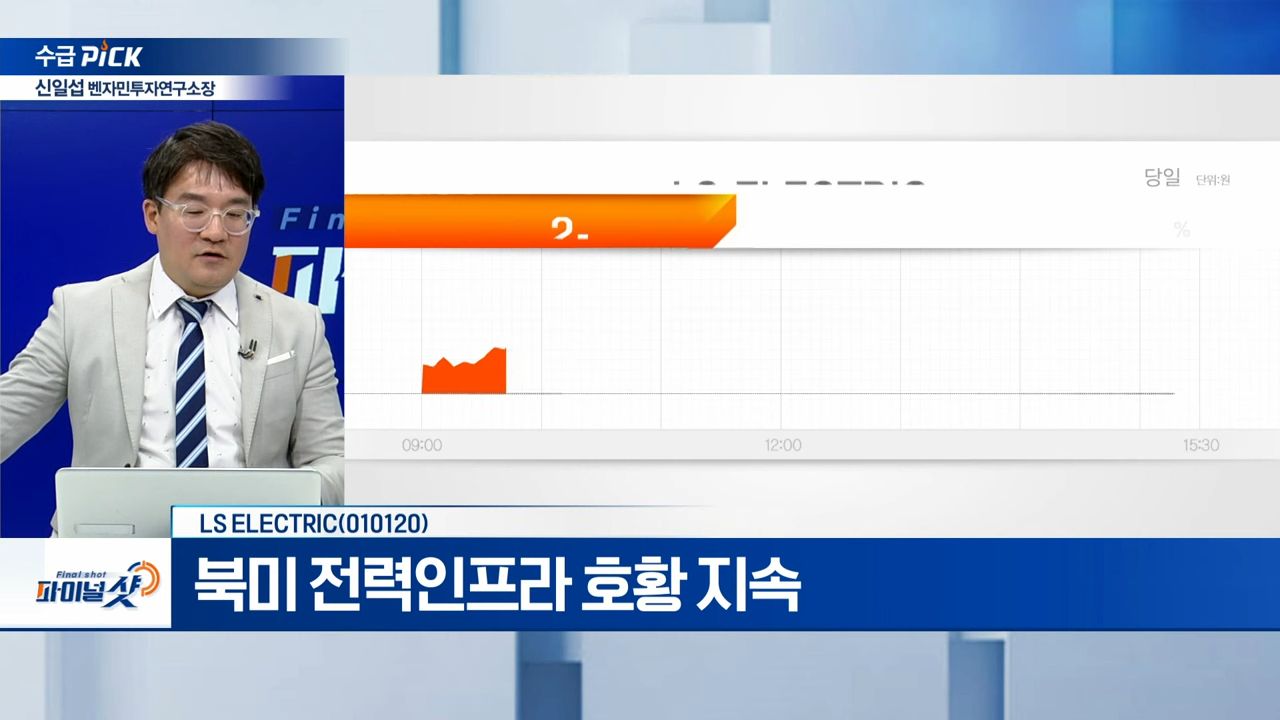 수급 PiCK
신일섭 벤자민투자연구소장
당일 단위:원
%
09:00 12:00 15:30
LS ELECTRIC(010120)
Final shot
파이널샷
북미 전력인프라 호황 지속